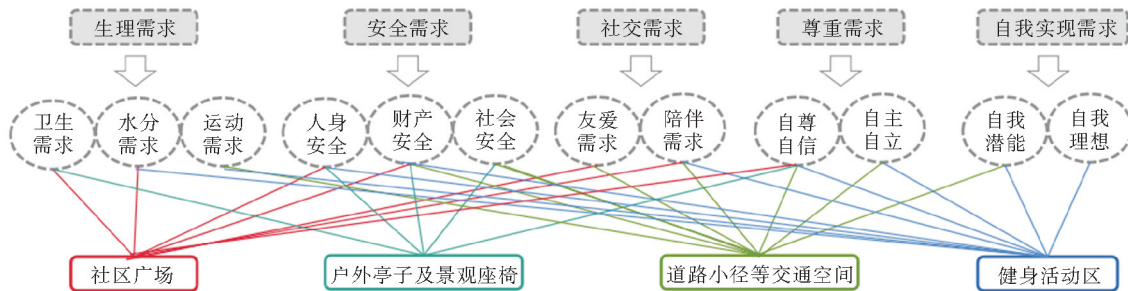 生理需求 安全需求 社交需求 尊重需求 自我实现需求
卫生 水分 运动 人身 财产 社会 友爱 陪伴 自尊 自主 自我 自我
需求 需求 需求 安全 安全 安全 需求 需求 自信 自立 潜能 理想
社区广场 户外亭子及景观座椅 道路小径等交通空间 健身活动区